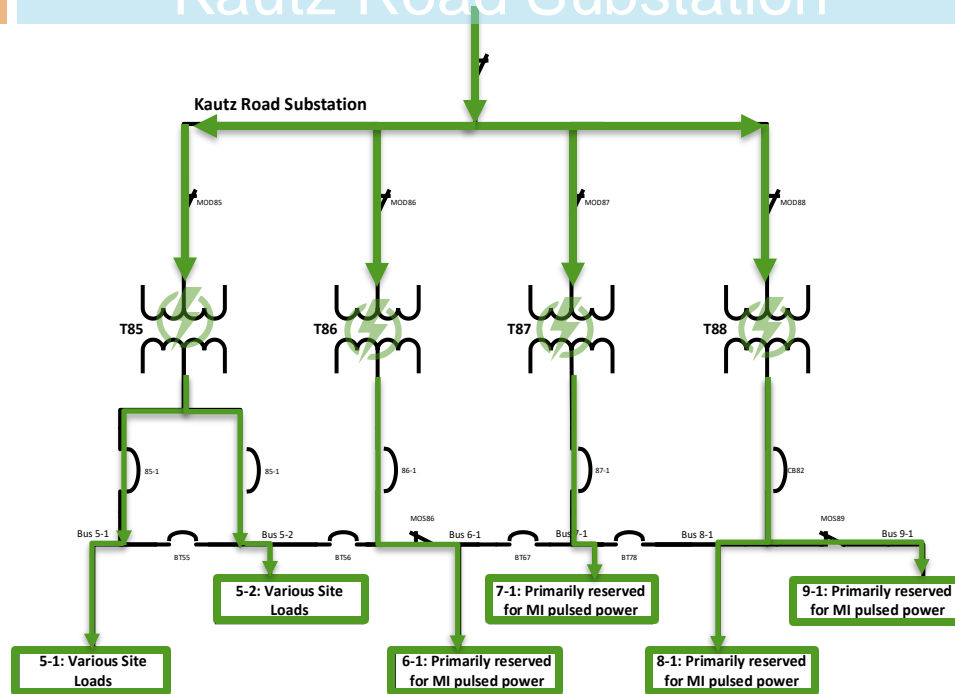 Kautz Road Substation
Kautz Road Substation
MOD85
MOD86
MOD87
MOD88
T85
T86
T87
T88
85-1
85-1
86-1
87-1
CB82
MOS86
MOS89
Bus 5-1
Bus 5-2
Bus 6-1
Bus 7-1
Bus 8-1
Bus 9-1
BT55
BT56
BT67
BT78
5-2: Various Site
Loads
7-1: Primarily reserved
for MI pulsed power
9-1: Primarily reserved
for MI pulsed power
5-1: Various Site
Loads
6-1: Primarily reserved
for MI pulsed power
8-1: Primarily reserved
for MI pulsed power